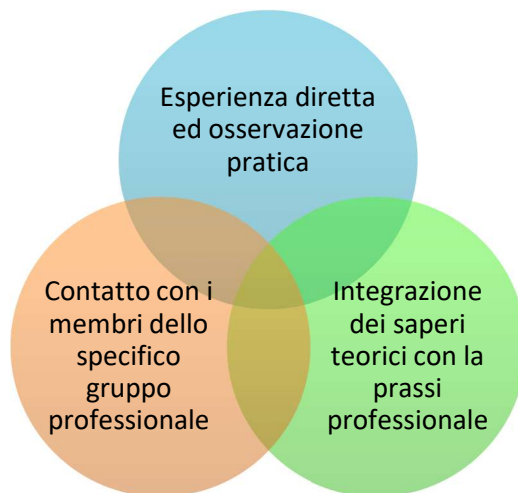 Esperienza diretta
ed osservazione
pratica
Contatto con i
membri dello
specifico
gruppo
professionale
Integrazione
dei saperi
teorici con la
prassi
professionale